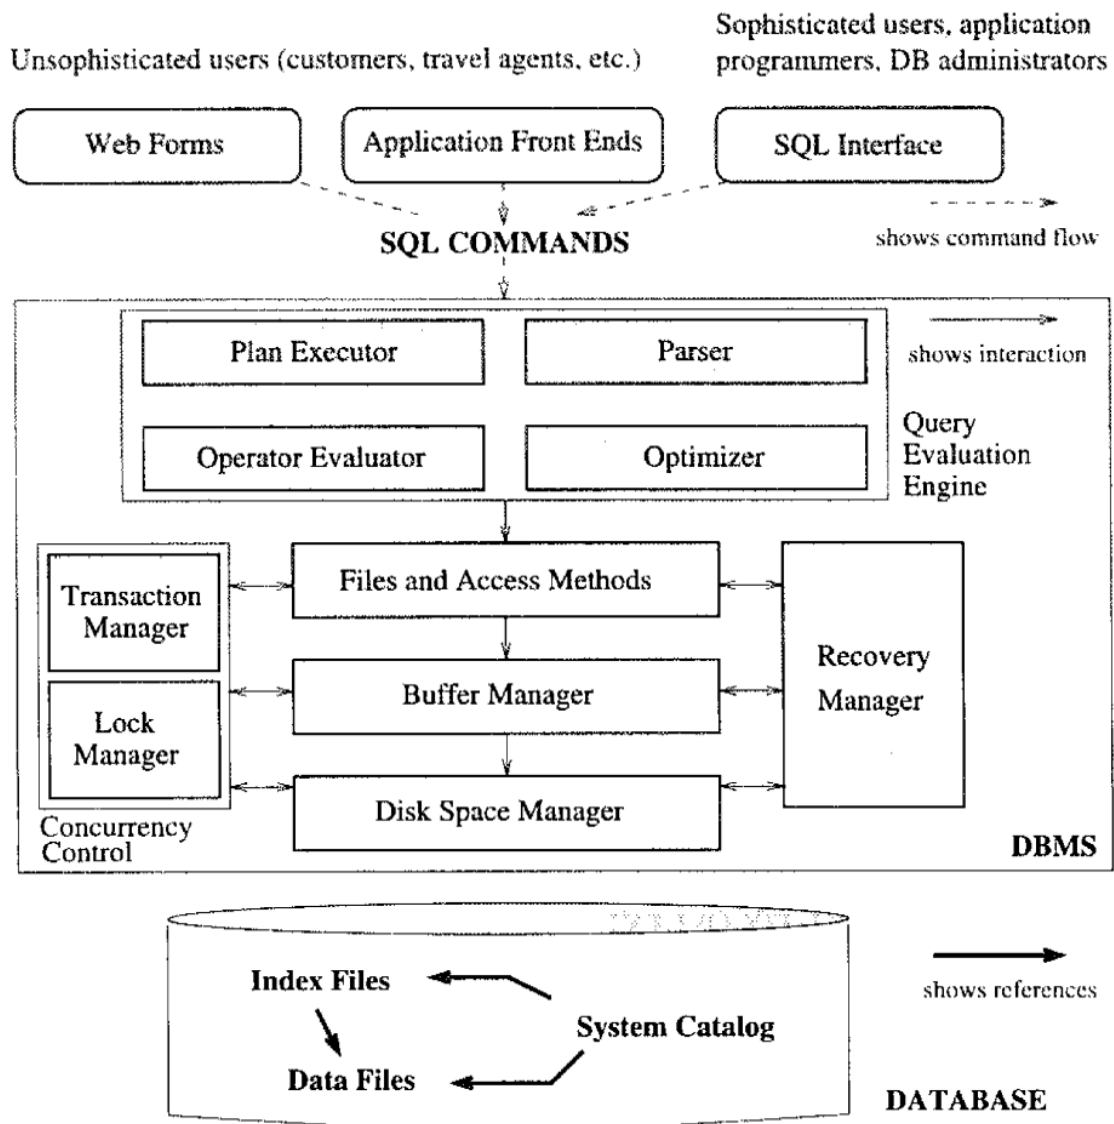 Unsophisticated users (customers, travel agents, etc.)
Sophisticated users, application
programmers, DB administrators
Web Forms
Application Front Ends
SQL Interface
SQL COMMANDS
shows command flow
Plan Executor
Parser
shows interaction
Operator Evaluator
Optimizer
Query
Evaluation
Engine
Transaction
Manager
Lock
Manager
Concurrency
Control
Files and Access Methods
Buffer Manager
Disk Space Manager
Recovery
Manager
DBMS
Index Files
System Catalog
Data Files
shows references
DATABASE